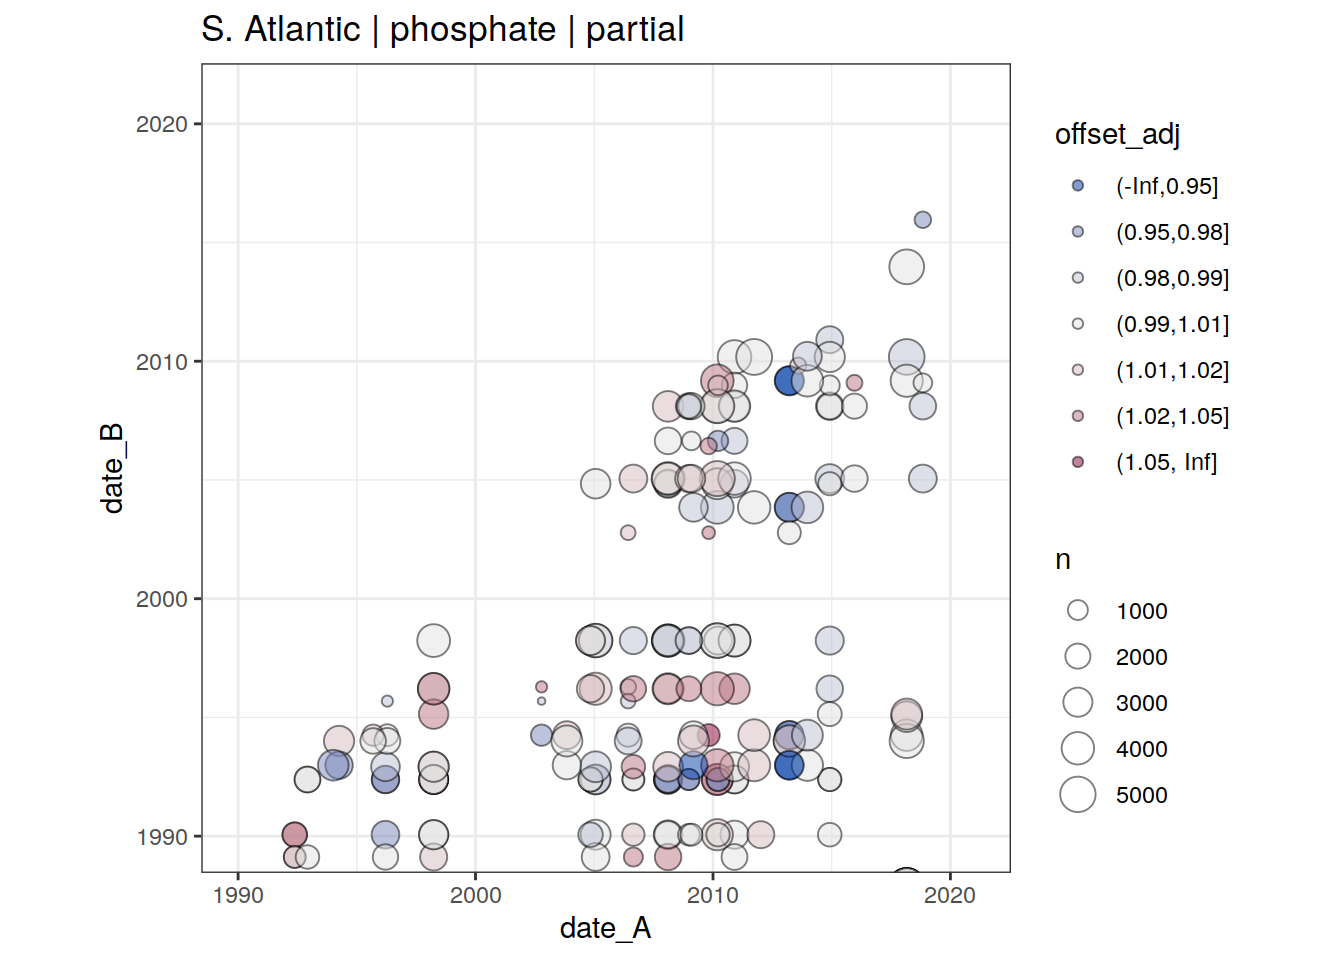 S. Atlantic | phosphate | partial
2020
2010
2000
1990
date_B
1990
2000
2010
2020
date_A
offset_adj
(-Inf,0.95]
(0.95,0.98]
(0.98,0.99]
(0.99,1.01]
(1.01,1.02]
(1.02,1.05]
(1.05, Inf]
n
1000
2000
3000
4000
5000